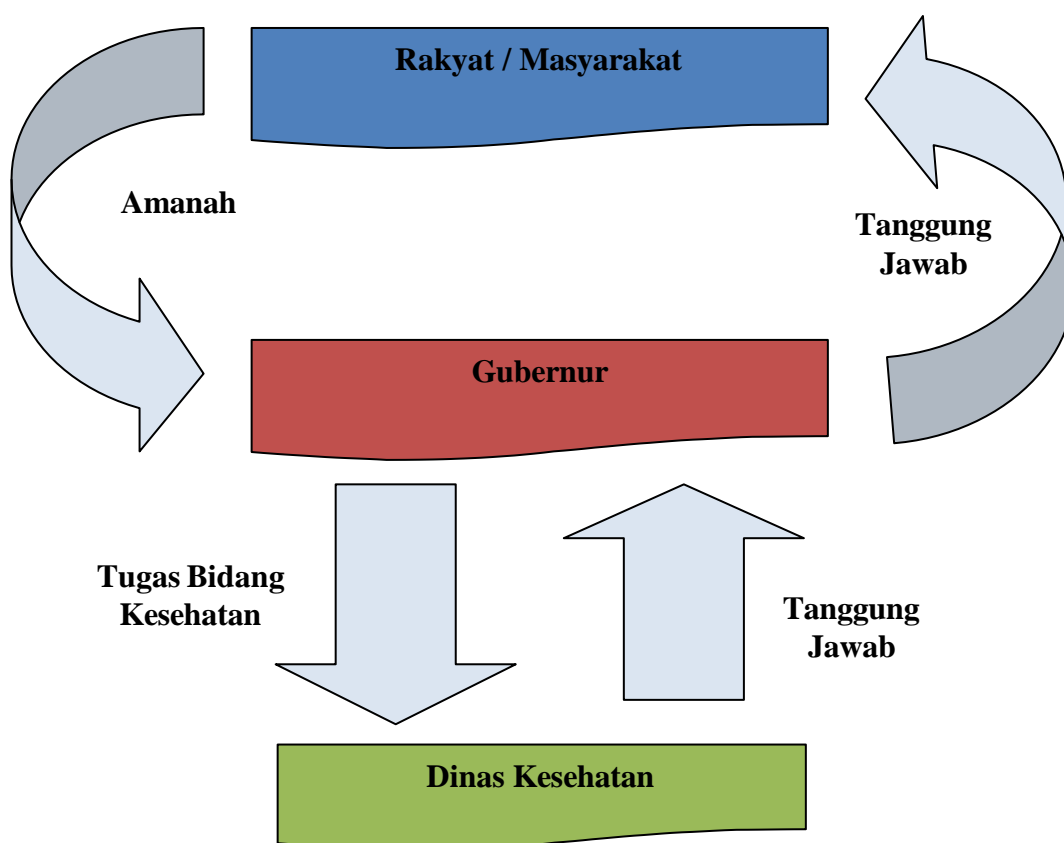 Rakyat / Masyarakat
Amanah
Tanggung
Jawab
Gubernur
Tugas Bidang
Kesehatan
Tanggung
Jawab
Dinas Kesehatan